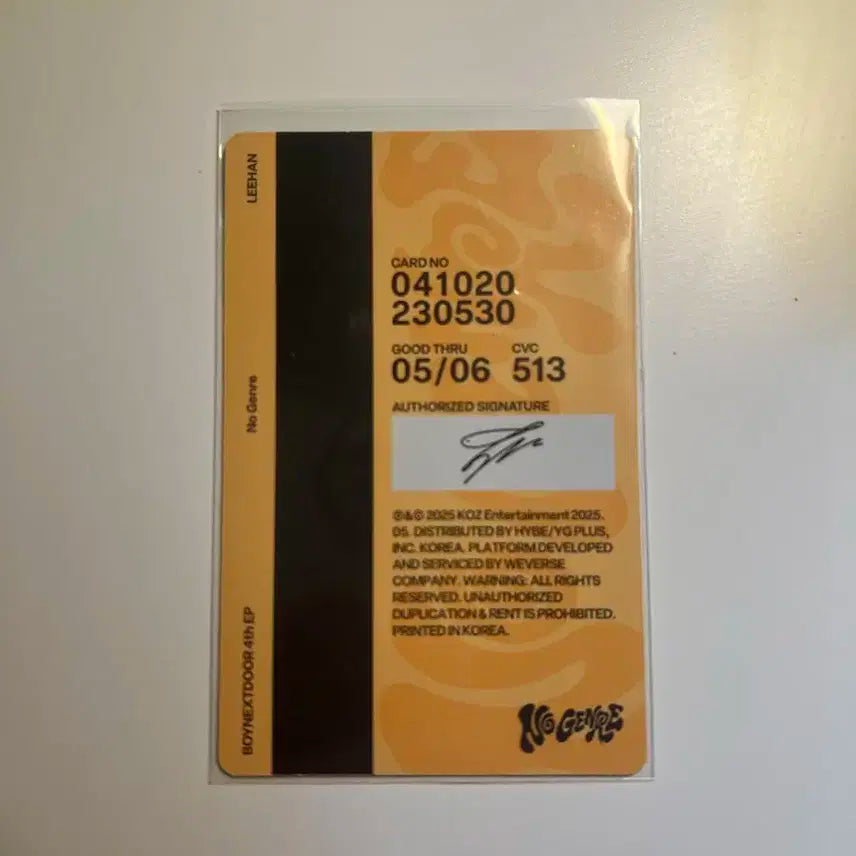 LEEHAN
No Genre
BOYNEXTDOOR 4th EP
CARD NO
041020
230530
GOOD THRU CVC
05/06 513
AUTHORIZED SIGNATURE
℗&© 2025 KOZ Entertainment 2025.
05. DISTRIBUTED BY HYBE/YG PLUS,
INC. KOREA. PLATFORM DEVELOPED
AND SERVICED BY WEVERSE
COMPANY. WARNING: ALL RIGHTS
RESERVED. UNAUTHORIZED
DUPLICATION & RENT IS PROHIBITED.
PRINTED IN KOREA.
NO GENRE